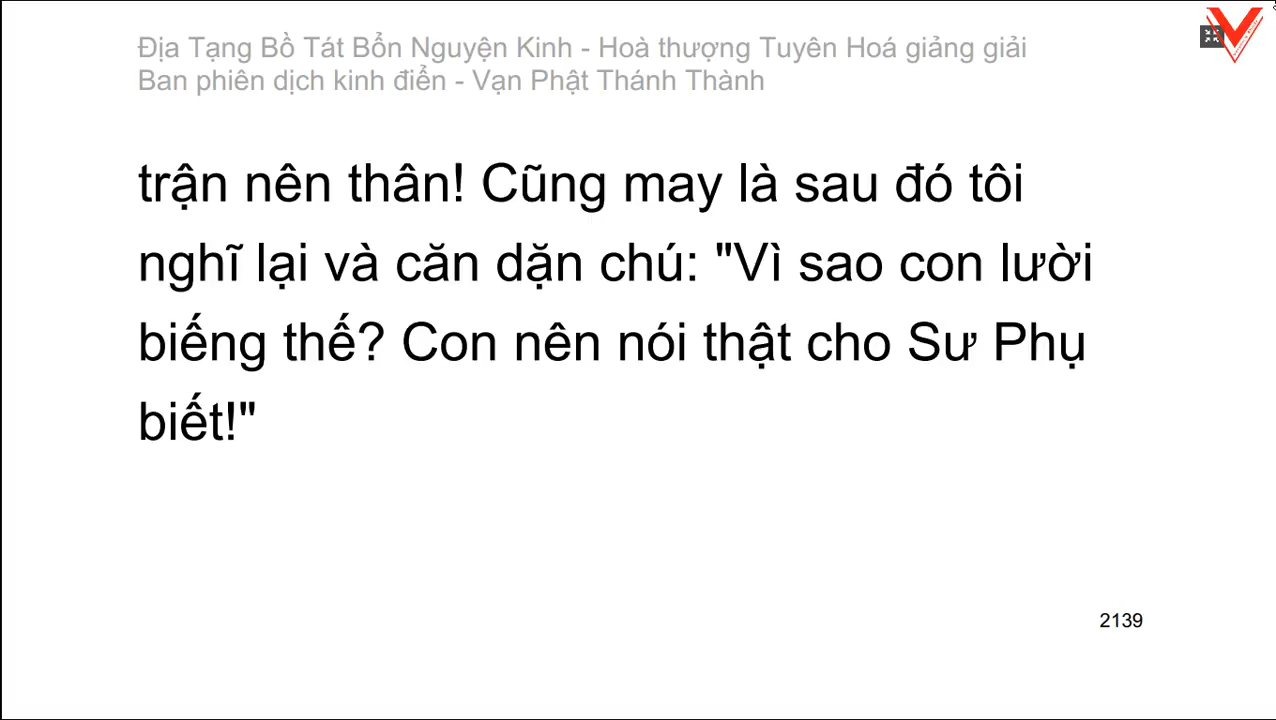 Địa Tạng Bồ Tát Bổn Nguyện Kinh - Hoà thượng Tuyên Hoá giảng giải
Ban phiên dịch kinh điển - Vạn Phật Thánh Thành
trận nên thân! Cũng may là sau đó tôi
nghĩ lại và căn dặn chú: "Vì sao con lười
biếng thế? Con nên nói thật cho Sư Phụ
biết!"
2139